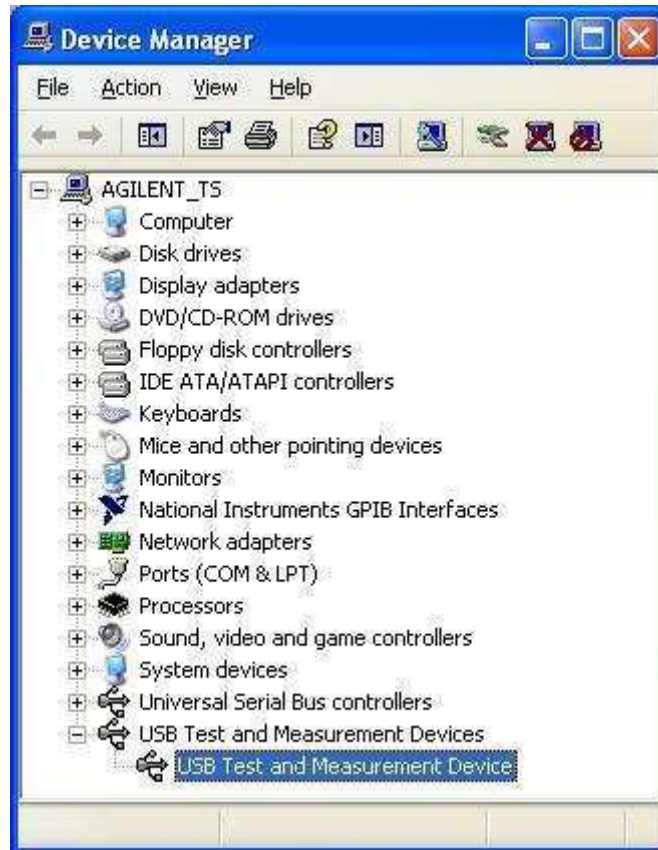 Device Manager
File Action View Help
AGILENT_TS
Computer
Disk drives
Display adapters
DVD/CD-ROM drives
Floppy disk controllers
IDE ATA/ATAPI controllers
Keyboards
Mice and other pointing devices
Monitors
National Instruments GPIB Interfaces
Network adapters
Ports (COM & LPT)
Processors
Sound, video and game controllers
System devices
Universal Serial Bus controllers
USB Test and Measurement Devices
USB Test and Measurement Device